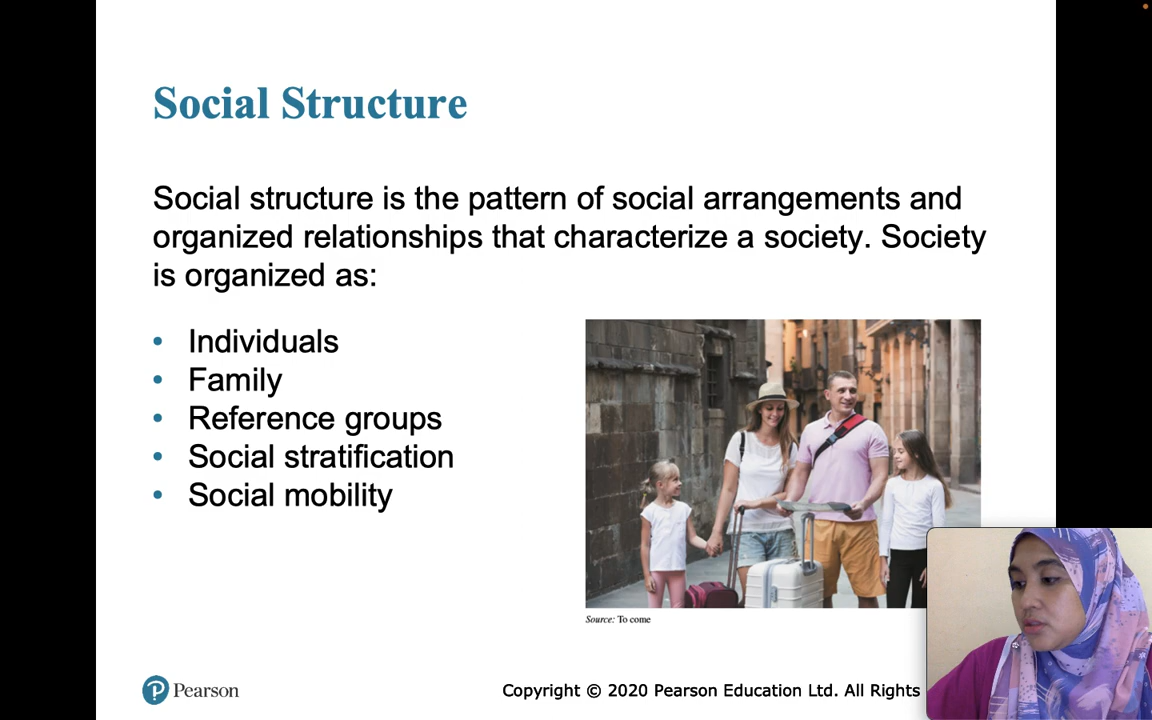 Social Structure
Social structure is the pattern of social arrangements and
organized relationships that characterize a society. Society
is organized as:
• Individuals
• Family
• Reference groups
• Social stratification
• Social mobility
Source: To come
P Pearson
Copyright © 2020 Pearson Education Ltd. All Rights